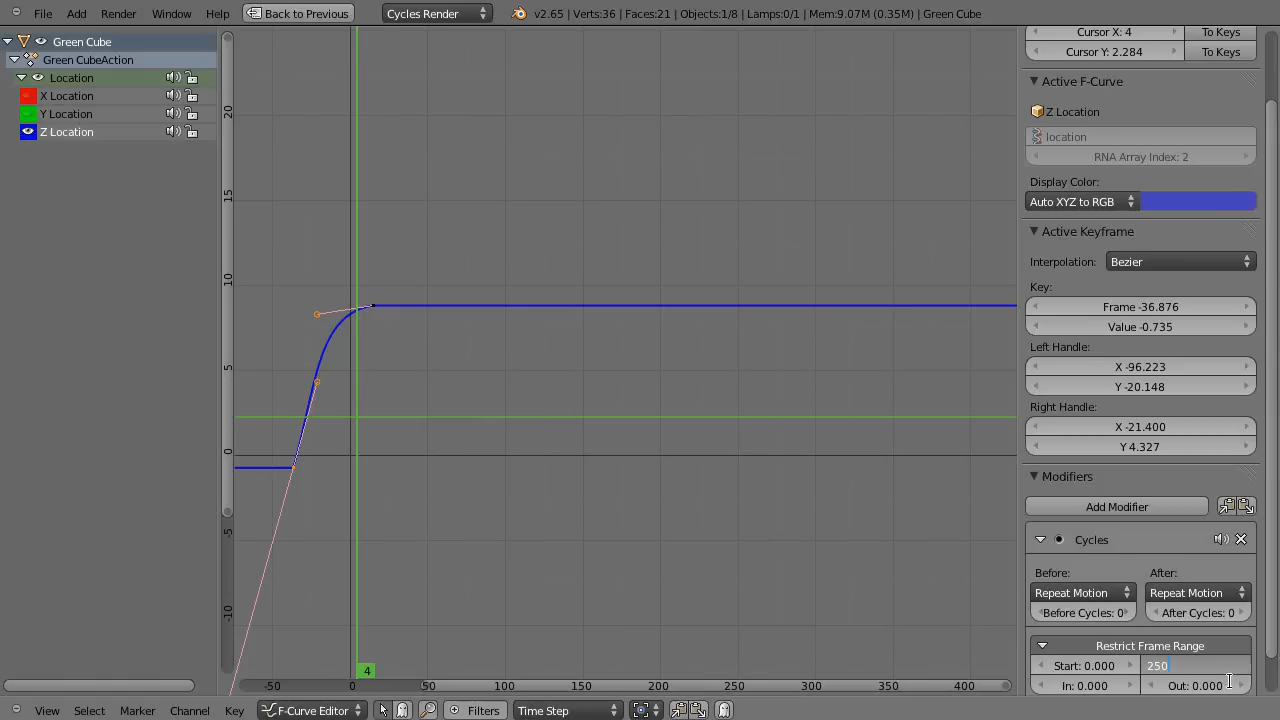 File Add Render Window Help Back to Previous Cycles Render v2.65 | Verts:36 | Faces:21 | Objects:1/8 | Lamps:0/1 | Mem:9.07M (0.35M) | Green Cube
Green Cube
Green CubeAction
Location
X Location
Y Location
Z Location
20
15
10
5
0
-5
-10
4
-50 0 50 100 150 200 250 300 350 400
Cursor X: 4 To Keys
Cursor Y: 2.284 To Keys
Active F-Curve
Z Location
location
RNA Array Index: 2
Display Color:
Auto XYZ to RGB
Active Keyframe
Interpolation: Bezier
Key:
Frame -36.876
Value -0.735
Left Handle:
X -96.223
Y -20.148
Right Handle:
X -21.400
Y 4.327
Modifiers
Add Modifier
Cycles
Before: After:
Repeat Motion Repeat Motion
Before Cycles: 0 After Cycles: 0
Restrict Frame Range
Start: 0.000 250
In: 0.000 Out: 0.000
View Select Marker Channel Key F-Curve Editor Filters Time Step